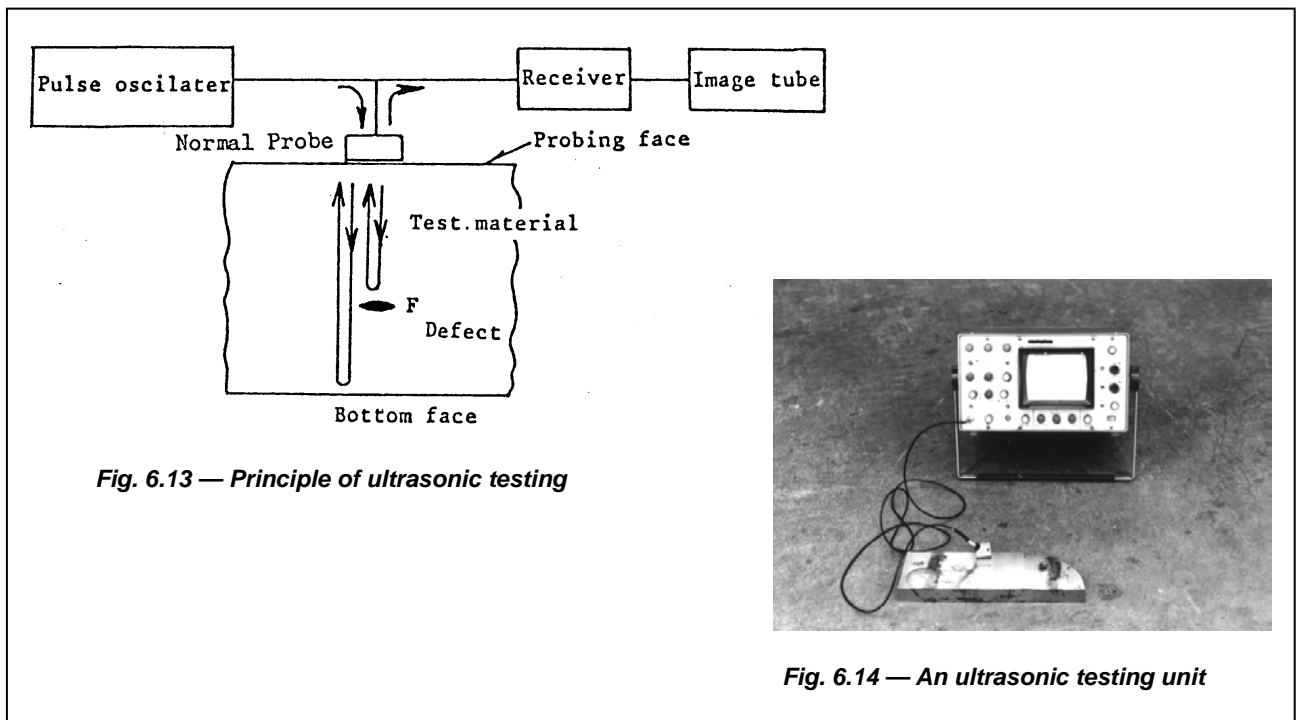 Pulse oscilater
Receiver
Image tube
Normal Probe
Probing face
Test.material
F
Defect
Bottom face
Fig. 6.13 — Principle of ultrasonic testing
Fig. 6.14 — An ultrasonic testing unit